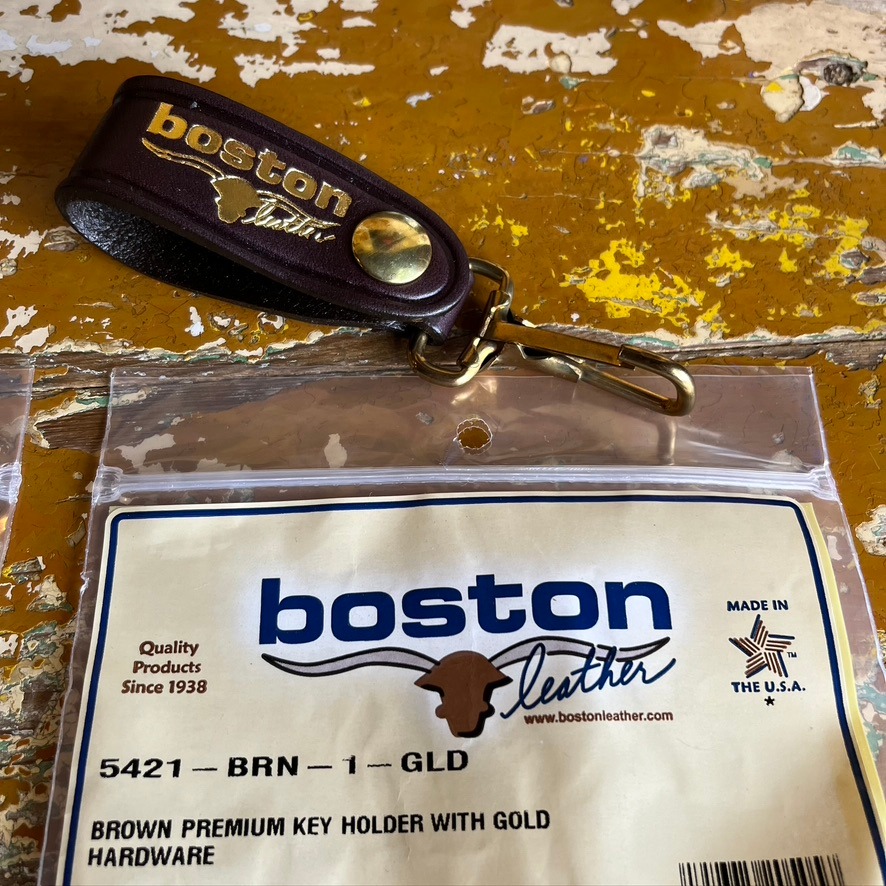 boston
leather
boston
leather
www.bostonleather.com
Quality
Products
Since 1938
MADE IN
TM
THE U.S.A.
5421 - BRN - 1 - GLD
BROWN PREMIUM KEY HOLDER WITH GOLD
HARDWARE